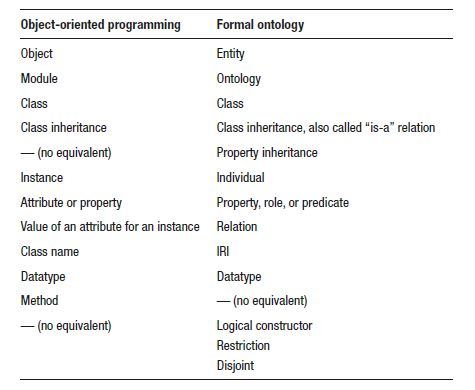 Object-oriented programming Formal ontology
Object Entity
Module Ontology
Class Class
Class inheritance Class inheritance, also called “is-a” relation
— (no equivalent) Property inheritance
Instance Individual
Attribute or property Property, role, or predicate
Value of an attribute for an instance Relation
Class name IRI
Datatype Datatype
Method — (no equivalent)
— (no equivalent) Logical constructor
Restriction
Disjoint